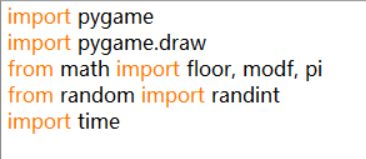 import pygame
import pygame.draw
from math import floor, modf, pi
from random import randint
import time